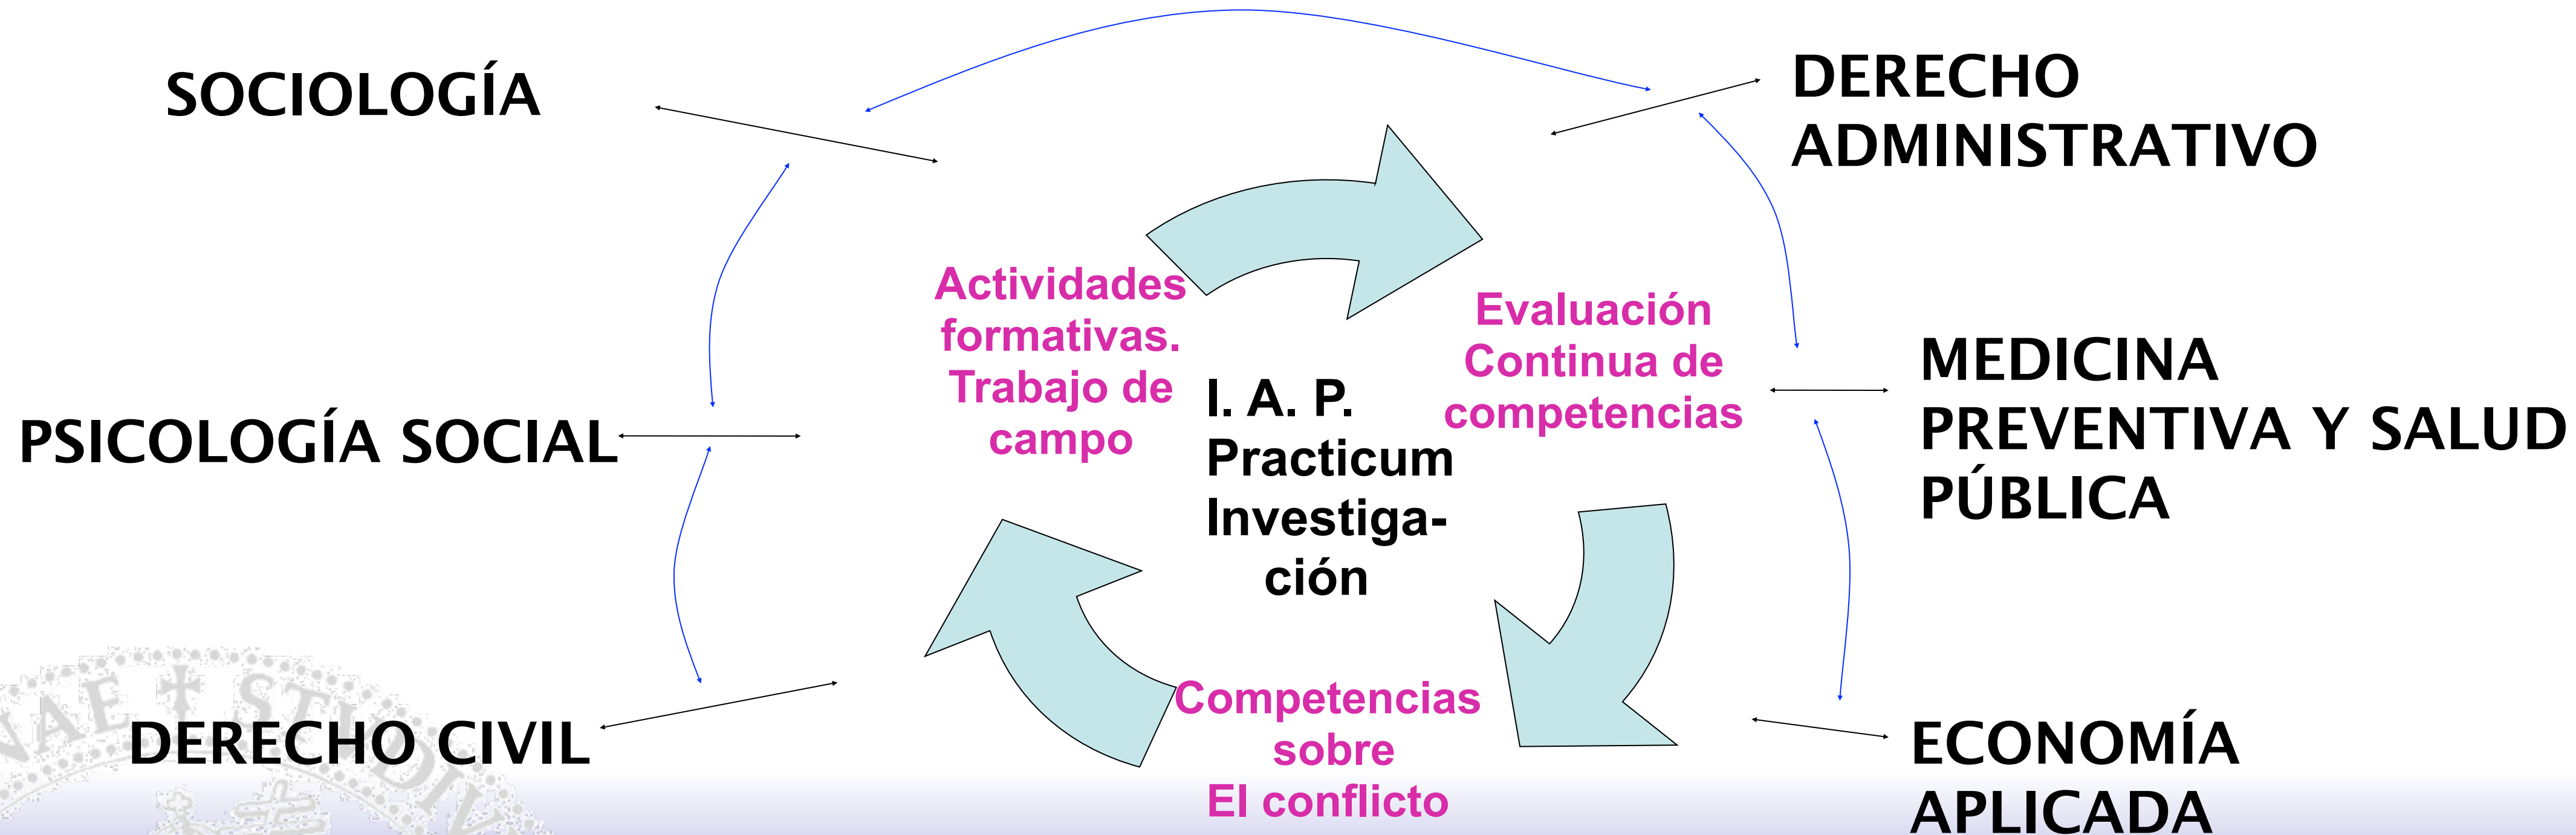 SOCIOLOGÍA
DERECHO
ADMINISTRATIVO
Actividades
formativas.
Trabajo de
campo
Evaluación
Continua de
competencias
I. A. P.
Practicum
Investiga-
ción
PSICOLOGÍA SOCIAL
MEDICINA
PREVENTIVA Y SALUD
PÚBLICA
Competencias
sobre
El conflicto
DERECHO CIVIL
ECONOMÍA
APLICADA